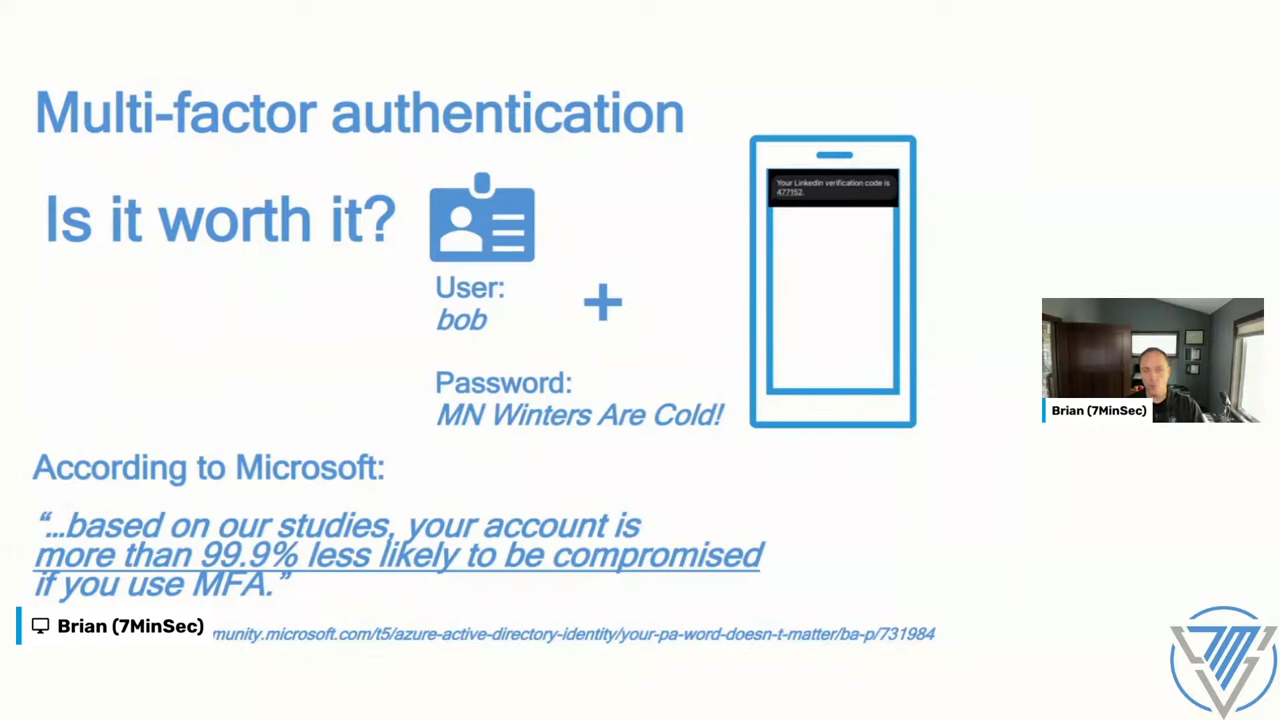 Multi-factor authentication
Is it worth it?
User:
bob
+
Password:
MN Winters Are Cold!
Your LinkedIn verification code is
477152.
According to Microsoft:
“...based on our studies, your account is
more than 99.9% less likely to be compromised
if you use MFA.”
Brian (7MinSec)
munity.microsoft.com/t5/azure-active-directory-identity/your-pa-word-doesn-t-matter/ba-p/731984
Brian (7MinSec)
7MS